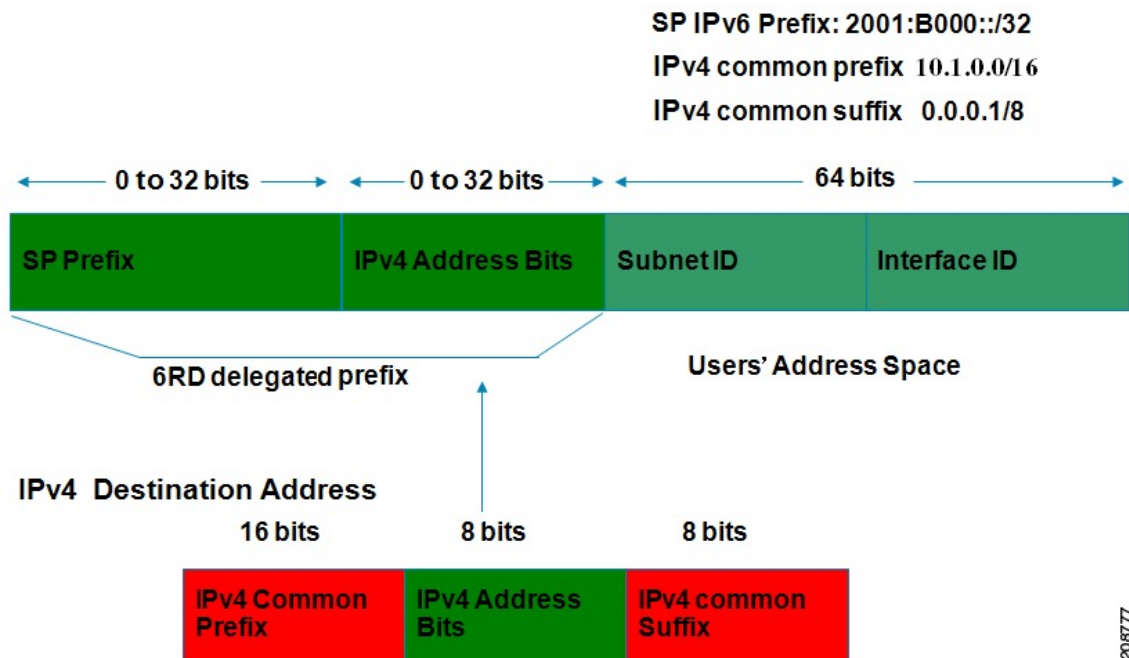 SP IPv6 Prefix: 2001:B000::/32
IPv4 common prefix 10.1.0.0/16
IPv4 common suffix 0.0.0.1/8
0 to 32 bits
0 to 32 bits
64 bits
SP Prefix
IPv4 Address Bits
Subnet ID
Interface ID
6RD delegated prefix
Users' Address Space
IPv4 Destination Address
16 bits
8 bits
8 bits
IPv4 Common
Prefix
IPv4 Address
Bits
IPv4 common
Suffix
208777